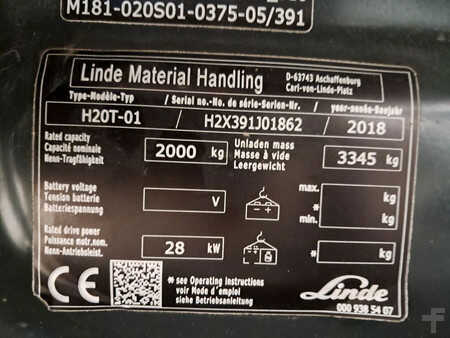 M181-020S01-0375-05/391
Linde Material Handling
D-63743 Aschaffenburg
Carl-von-Linde-Platz
Type-Modèle-Typ / Serial no.-No. de série-Serien-Nr. / year-année-Baujahr
H20T-01 / H2X391J01862 / 2018
Rated capacity
Capacité nominale
Nenn-Tragfähigkeit
2000 kg
Unladen mass
Masse à vide
Leergewicht
3345 kg
Battery voltage
Tension batterie
Batteriespannung
V
max. kg
*
min. kg
Rated drive power
Puissance motr.nom.
Nenn-Antriebsleist.
28 kW
* kg
CE
* see Operating Instructions
voir Mode d'emploi
siehe Betriebsanleitung
Linde
000 938 54 07